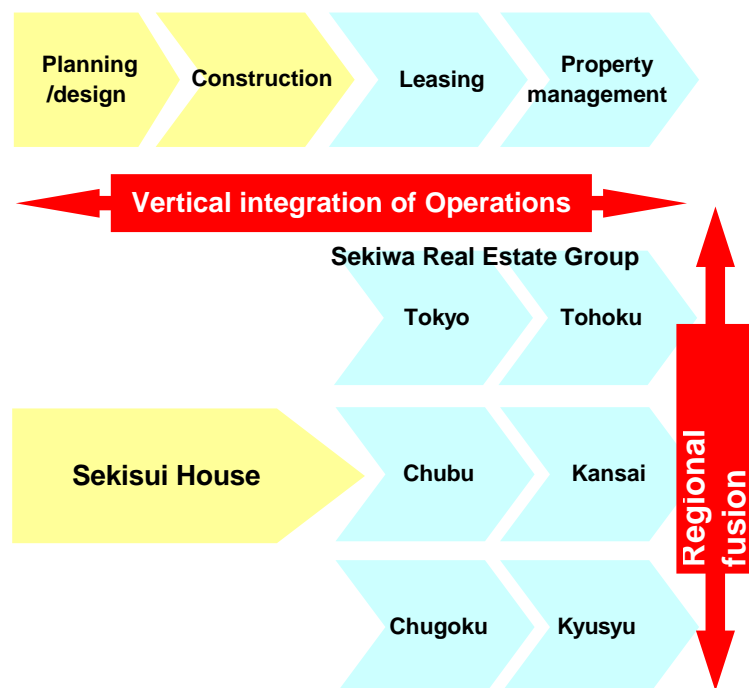 Planning
/design
Construction
Leasing
Property
management
Vertical integration of Operations
Sekiwa Real Estate Group
Tokyo
Tohoku
Sekisui House
Chubu
Kansai
Chugoku
Kyusyu
Regional
fusion